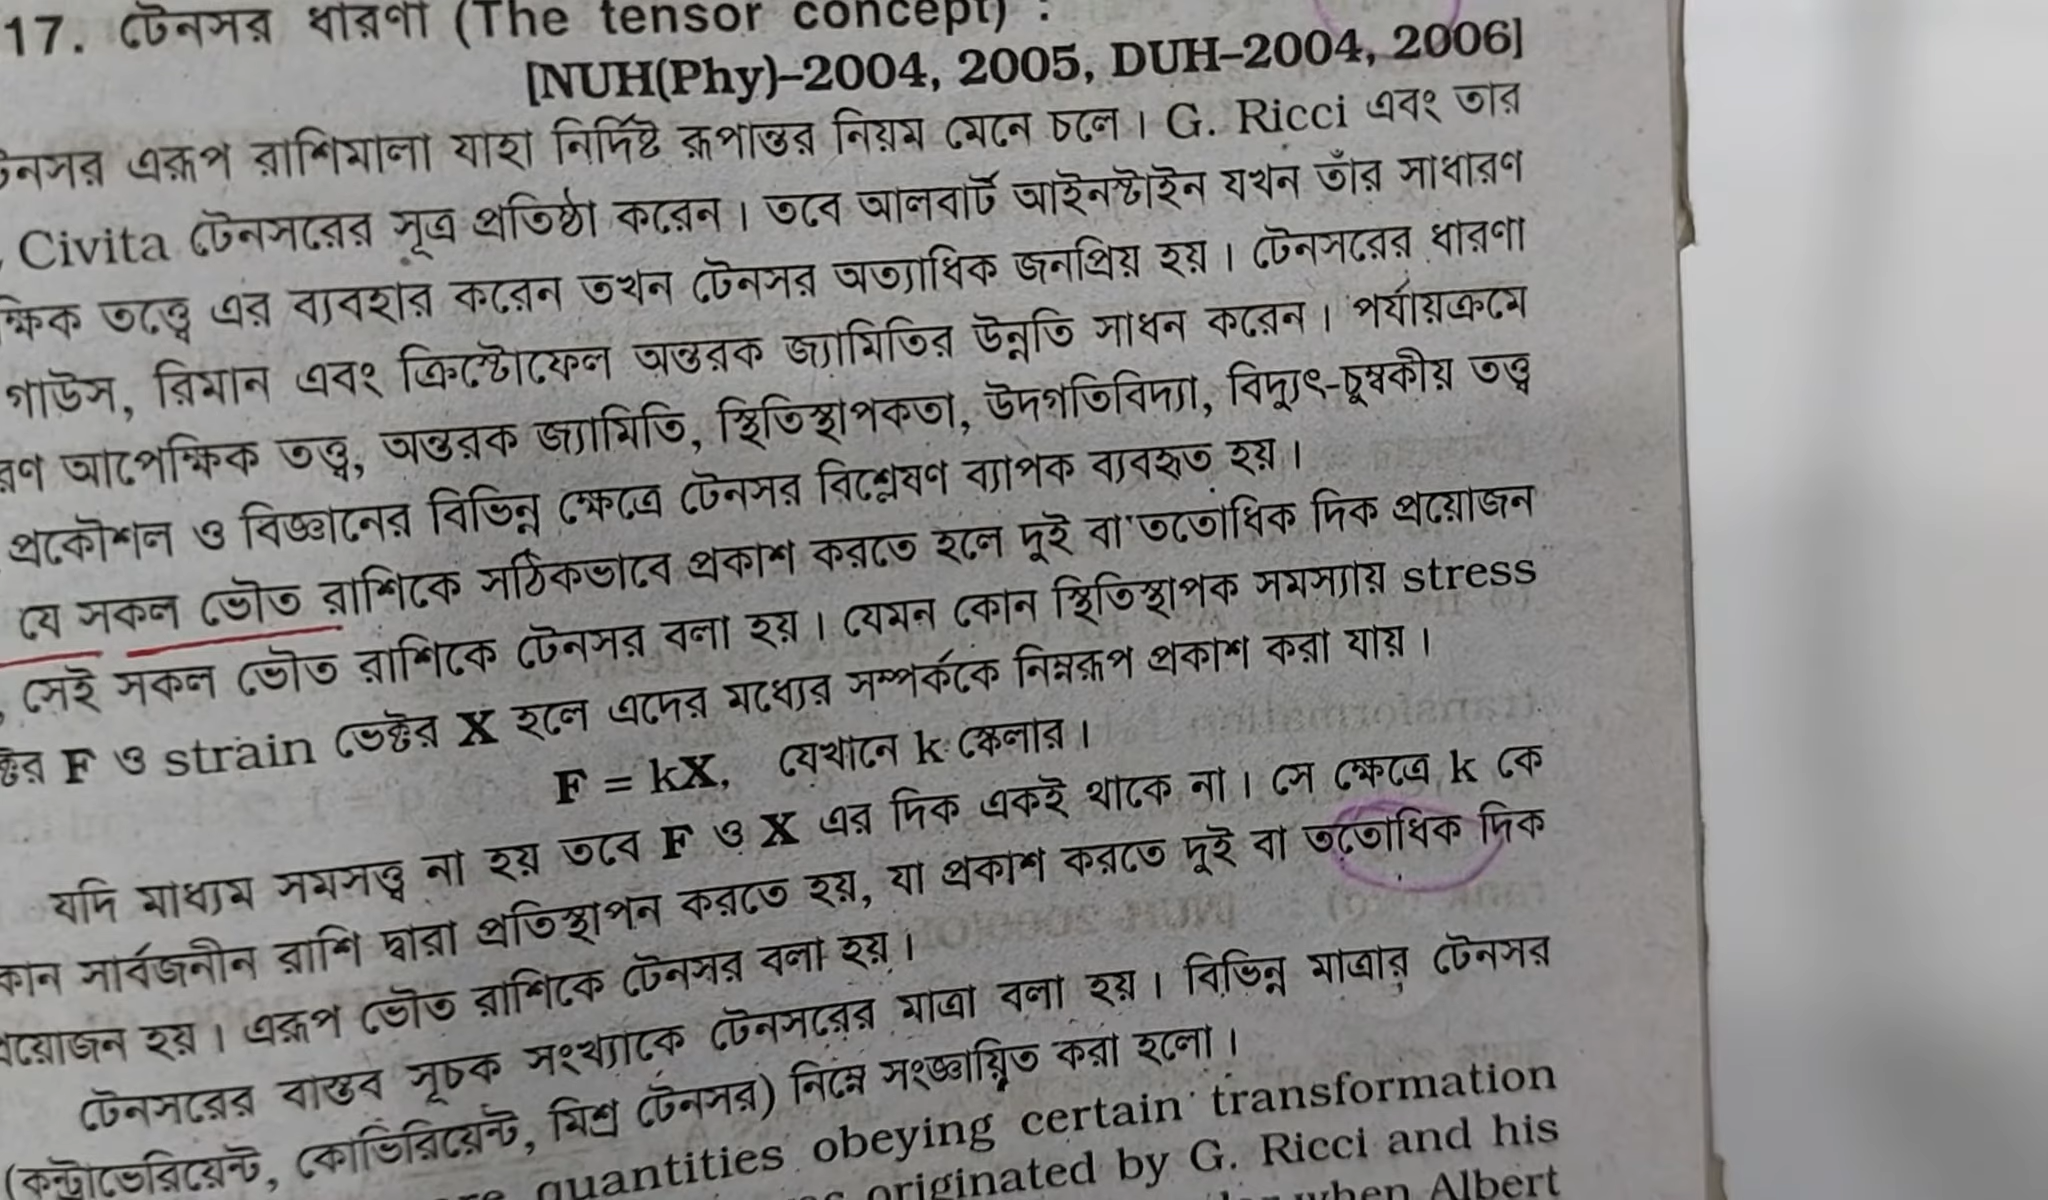 17. টেনসর ধারণা (The tensor concept) :
[NUH(Phy)–2004, 2005, DUH–2004, 2006]
নসর এরূপ রাশিমালা যাহা নির্দিষ্ট রূপান্তর নিয়ম মেনে চলে। G. Ricci এবং তার
Civita টেনসরের সূত্র প্রতিষ্ঠা করেন। তবে আলবার্ট আইনস্টাইন যখন তাঁর সাধারণ
ক্ষিক তত্ত্বে এর ব্যবহার করেন তখন টেনসর অত্যাধিক জনপ্রিয় হয়। টেনসরের ধারণা
গাউস, রিমান এবং ক্রিস্টোফেল অন্তরক জ্যামিতির উন্নতি সাধন করেন। পর্যায়ক্রমে
রণ আপেক্ষিক তত্ত্ব, অন্তরক জ্যামিতি, স্থিতিস্থাপকতা, উদগতিবিদ্যা, বিদ্যুৎ-চুম্বকীয় তত্ত্ব
প্রকৌশল ও বিজ্ঞানের বিভিন্ন ক্ষেত্রে টেনসর বিশ্লেষণ ব্যাপক ব্যবহৃত হয়।
যে সকল ভৌত রাশিকে সঠিকভাবে প্রকাশ করতে হলে দুই বা ততোধিক দিক প্রয়োজন
সেই সকল ভৌত রাশিকে টেনসর বলা হয়। যেমন কোন স্থিতিস্থাপক সমস্যায় stress
ক্টর F ও strain ভেক্টর X হলে এদের মধ্যের সম্পর্ককে নিম্নরূপ প্রকাশ করা যায়।
F = kX, যেখানে k স্কেলার।
যদি মাধ্যম সমসত্ত্ব না হয় তবে F ও X এর দিক একই থাকে না। সে ক্ষেত্রে k কে
কোন সার্বজনীন রাশি দ্বারা প্রতিস্থাপন করতে হয়, যা প্রকাশ করতে দুই বা ততোধিক দিক
য়োজন হয়। এরূপ ভৌত রাশিকে টেনসর বলা হয়।
টেনসরের বাস্তব সূচক সংখ্যাকে টেনসরের মাত্রা বলা হয়। বিভিন্ন মাত্রার টেনসর
(কন্ট্রাভেরিয়েন্ট, কোভিরিয়েন্ট, মিশ্র টেনসর) নিম্নে সংজ্ঞায়িত করা হলো।
quantities obeying certain transformation
originated by G. Ricci and his
when Albert